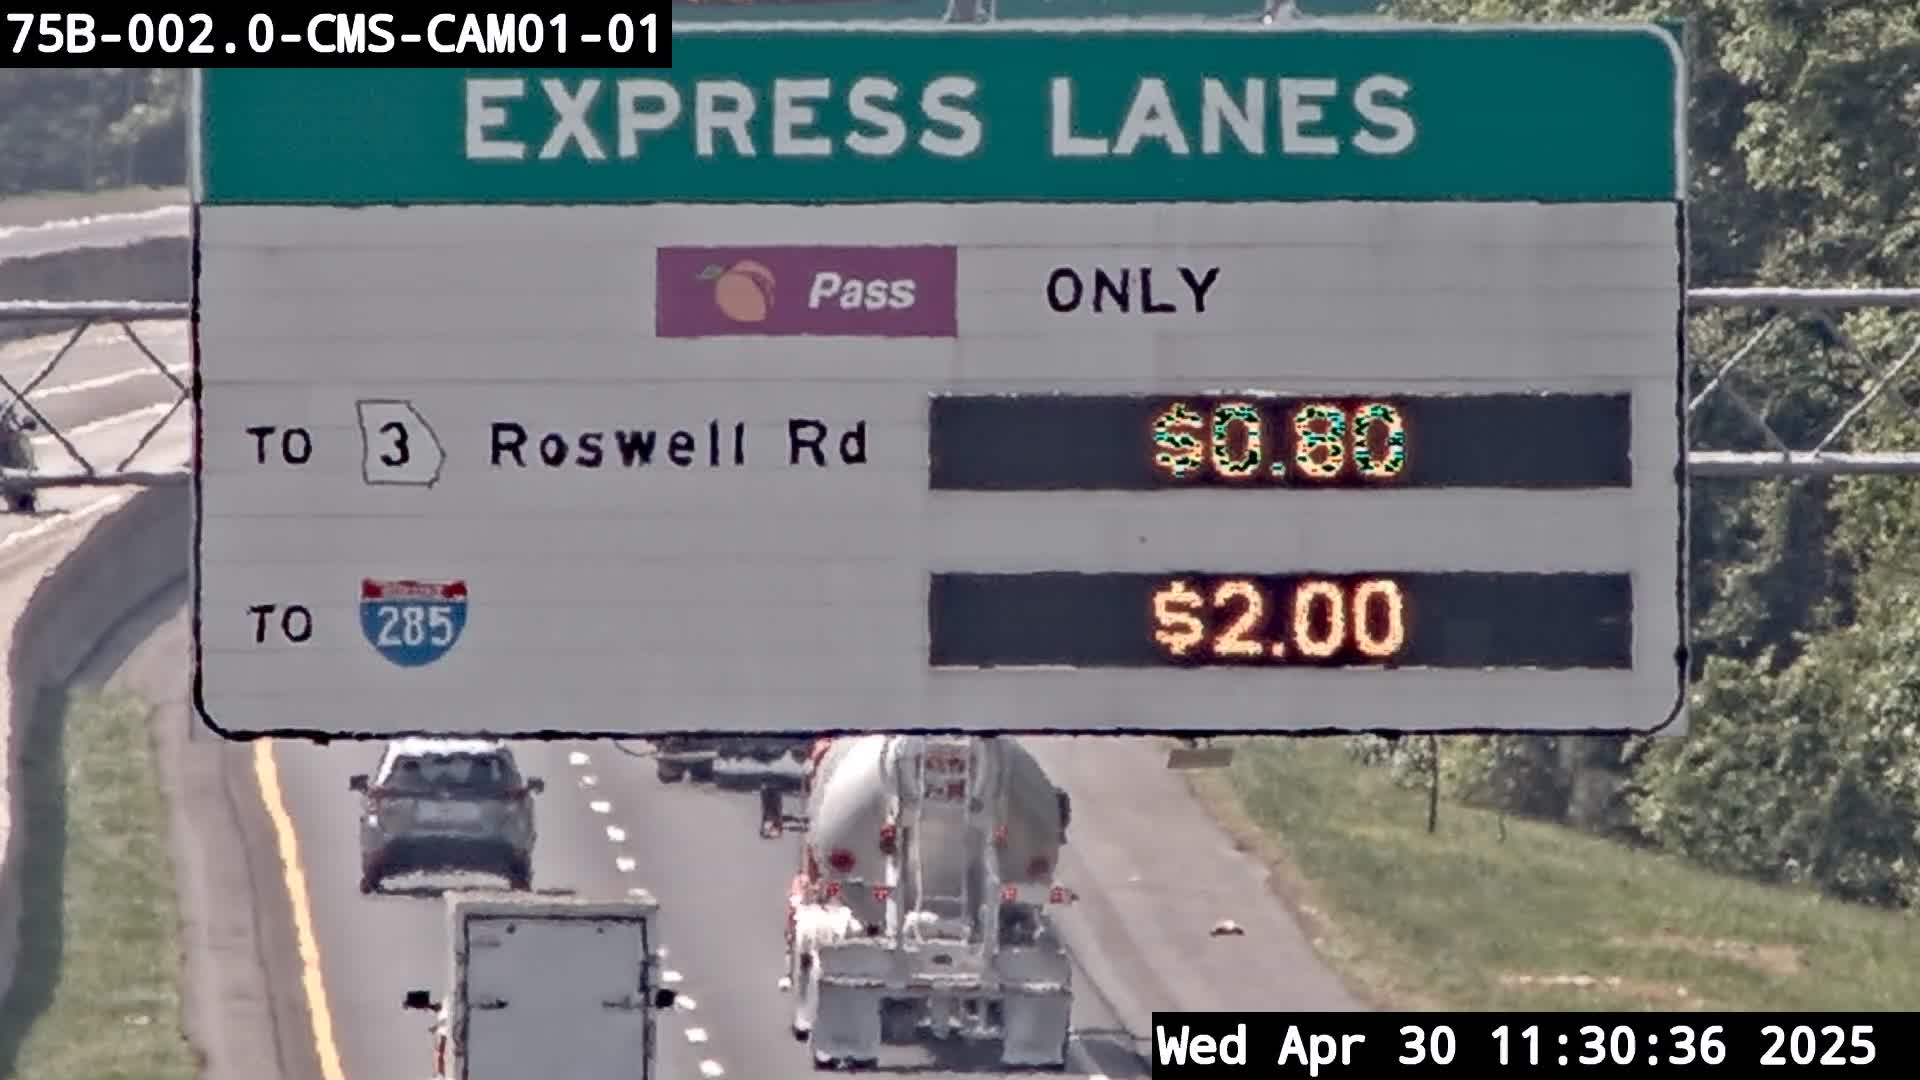 75B-002.0-CMS-CAM01-01
EXPRESS LANES
Pass ONLY
TO 3 Roswell Rd $0.80
TO 285 $2.00
Wed Apr 30 11:30:36 2025